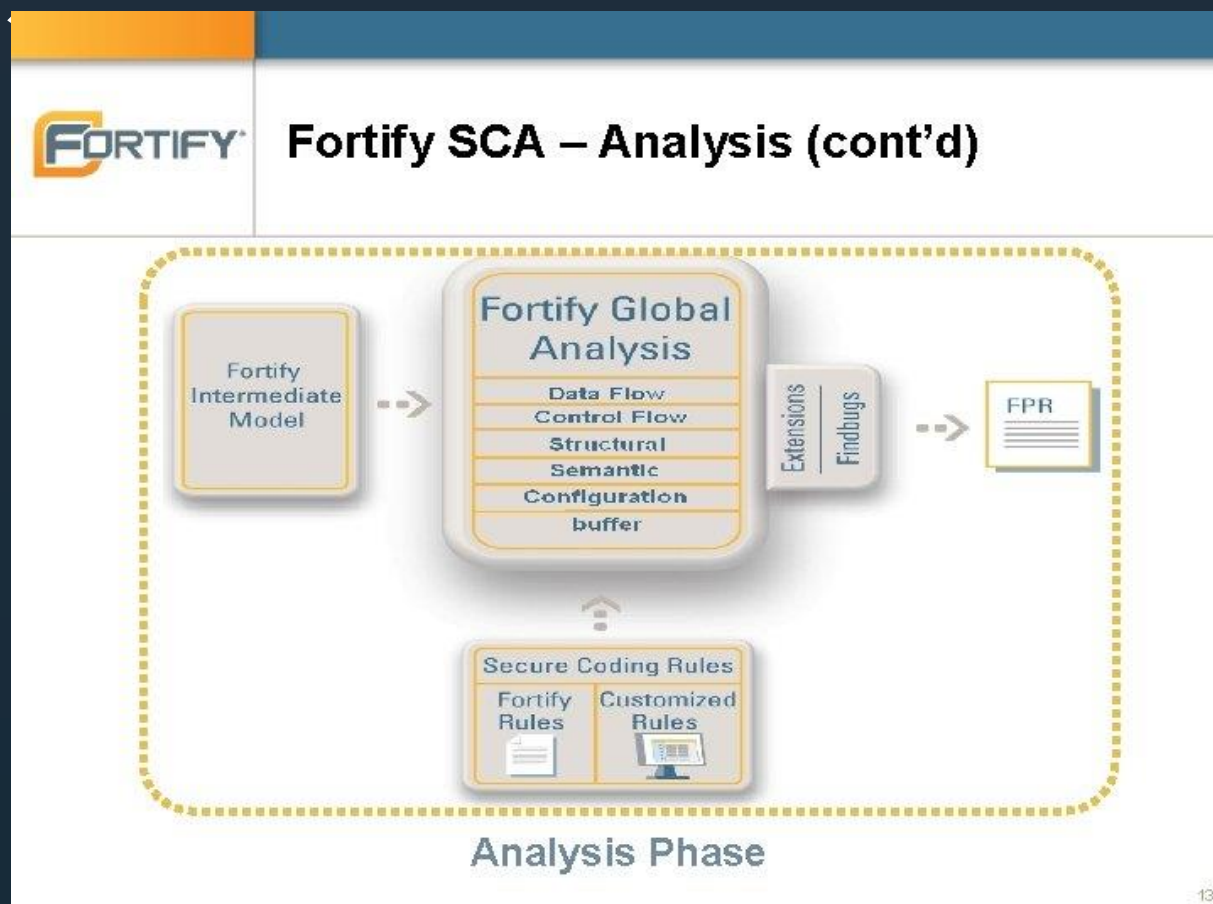 FORTIFY
Fortify SCA – Analysis (cont'd)
Fortify
Intermediate
Model
Fortify Global
Analysis
Data Flow
Control Flow
Structural
Semantic
Configuration
buffer
Extensions
Findbugs
FPR
Secure Coding Rules
Fortify
Rules
Customized
Rules
Analysis Phase
13